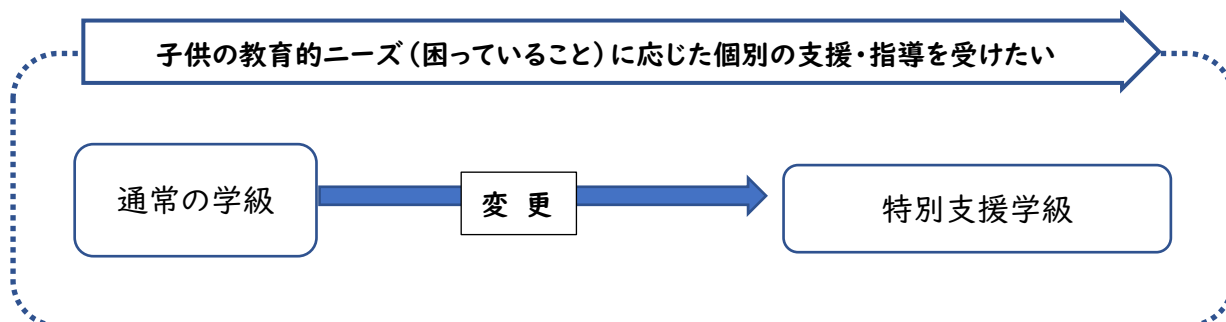 子供の教育的ニーズ（困っていること）に応じた個別の支援・指導を受けたい
通常の学級
変 更
特別支援学級